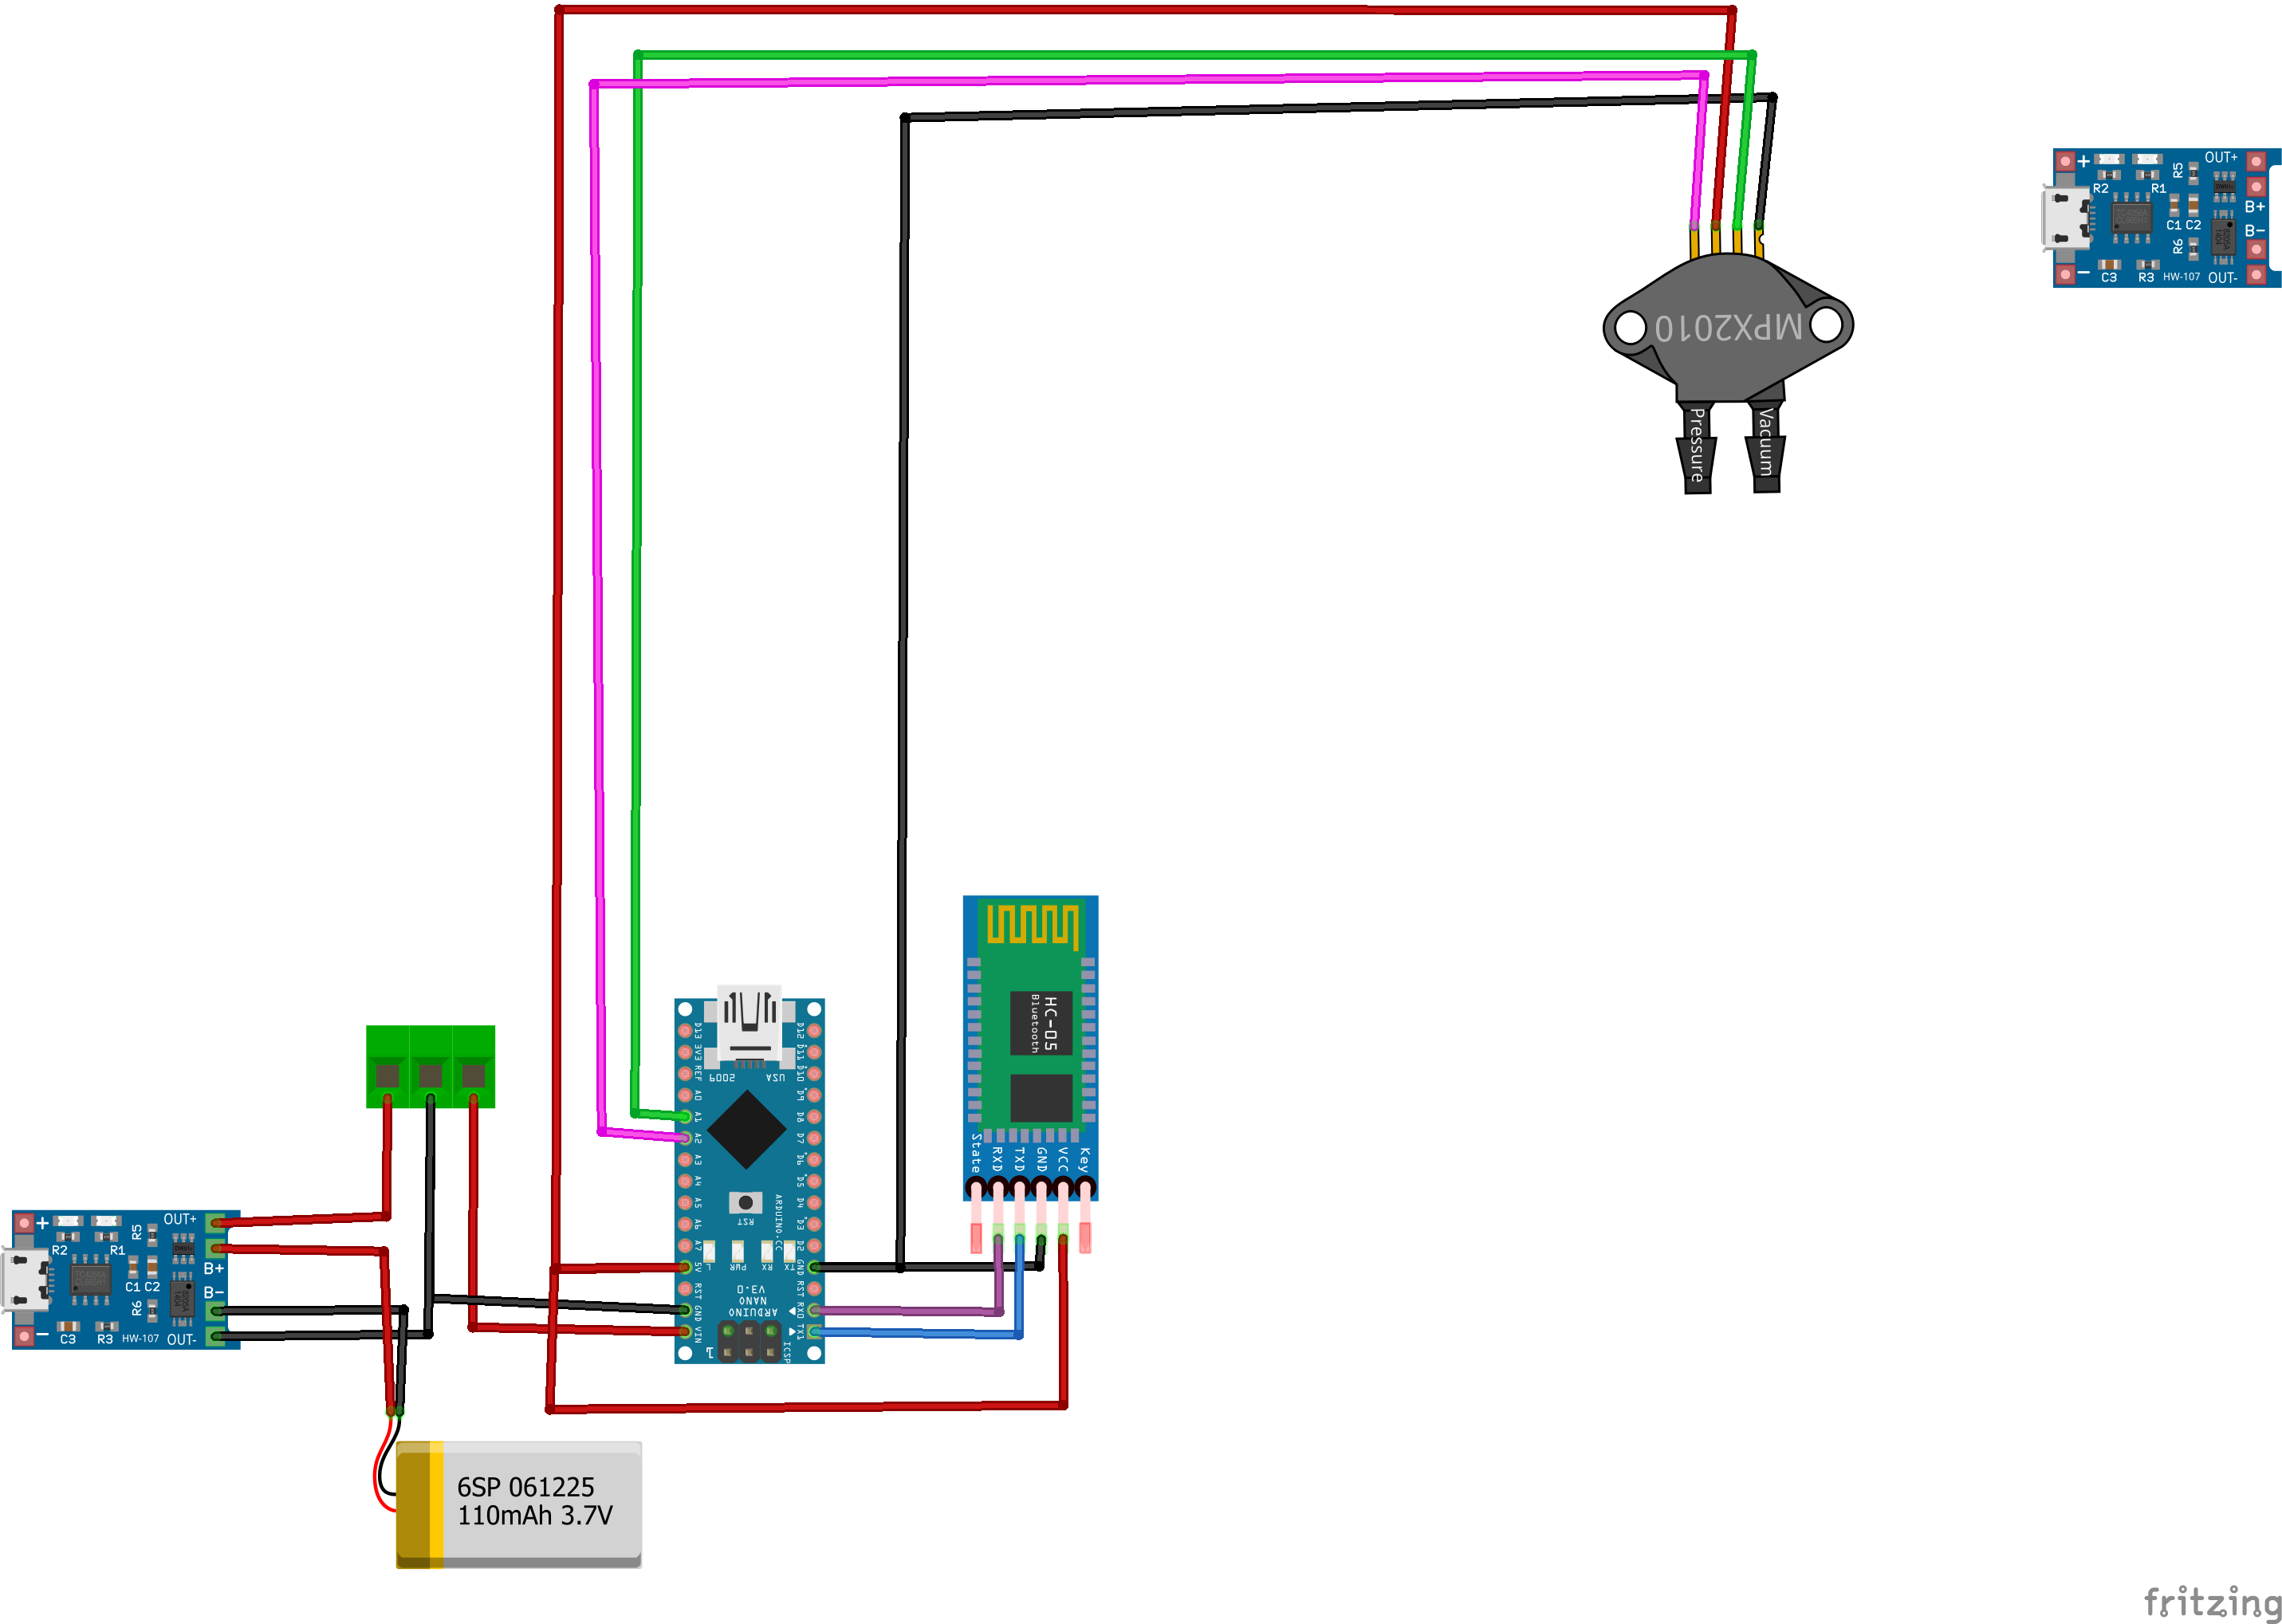 +
R2
R1
R5
OUT+
B+
B-
C1 C2
R6
C3
R3
HW-107
OUT-
-
MPX2010
Pressure
Vacuum
HC-05
Bluetooth
State
RXD
TXD
GND
VCC
Key
D13
3V3
REF
A0
A1
A2
A3
A4
A5
A6
A7
5V
RST
GND
VIN
D12
D11
D10
D9
D8
D7
D6
D5
D4
D3
D2
GND
RST
RX0
TX1
USA
2009
RST
ARDUINO.CC
L
PWR
RX
TX
ARDUINO
NANO
V3.0
ICSP
1
+
R2
R1
R5
OUT+
B+
B-
C1 C2
R6
C3
R3
HW-107
OUT-
-
6SP 061225
110mAh 3.7V
fritzing